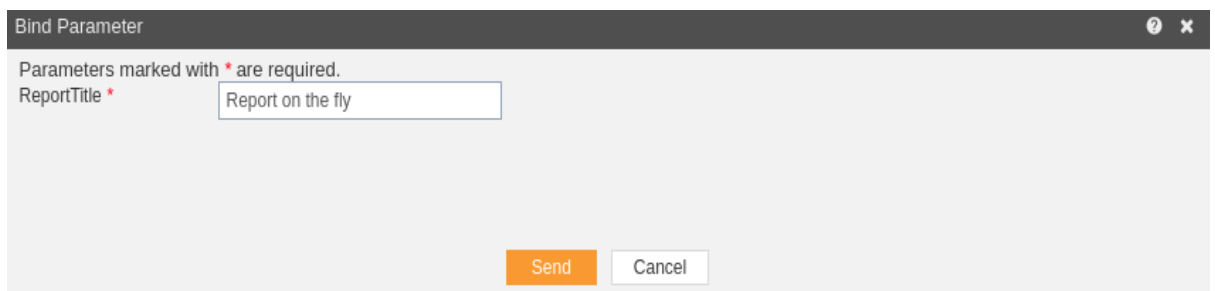 Bind Parameter
Parameters marked with * are required.
ReportTitle * Report on the fly
Send Cancel